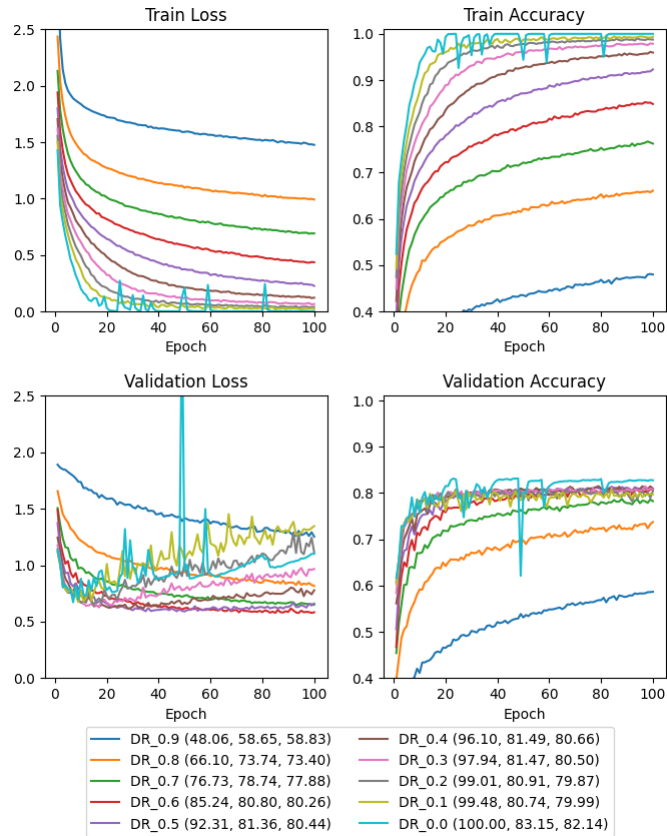 Train Loss
Train Accuracy
2.5
2.0
1.5
1.0
0.5
0.0
0 20 40 60 80 100
Epoch
1.0
0.9
0.8
0.7
0.6
0.5
0.4
0 20 40 60 80 100
Epoch
Validation Loss
Validation Accuracy
2.5
2.0
1.5
1.0
0.5
0.0
0 20 40 60 80 100
Epoch
1.0
0.9
0.8
0.7
0.6
0.5
0.4
0 20 40 60 80 100
Epoch
DR_0.9 (48.06, 58.65, 58.83)
DR_0.8 (66.10, 73.74, 73.40)
DR_0.7 (76.73, 78.74, 77.88)
DR_0.6 (85.24, 80.80, 80.26)
DR_0.5 (92.31, 81.36, 80.44)
DR_0.4 (96.10, 81.49, 80.66)
DR_0.3 (97.94, 81.47, 80.50)
DR_0.2 (99.01, 80.91, 79.87)
DR_0.1 (99.48, 80.74, 79.99)
DR_0.0 (100.00, 83.15, 82.14)